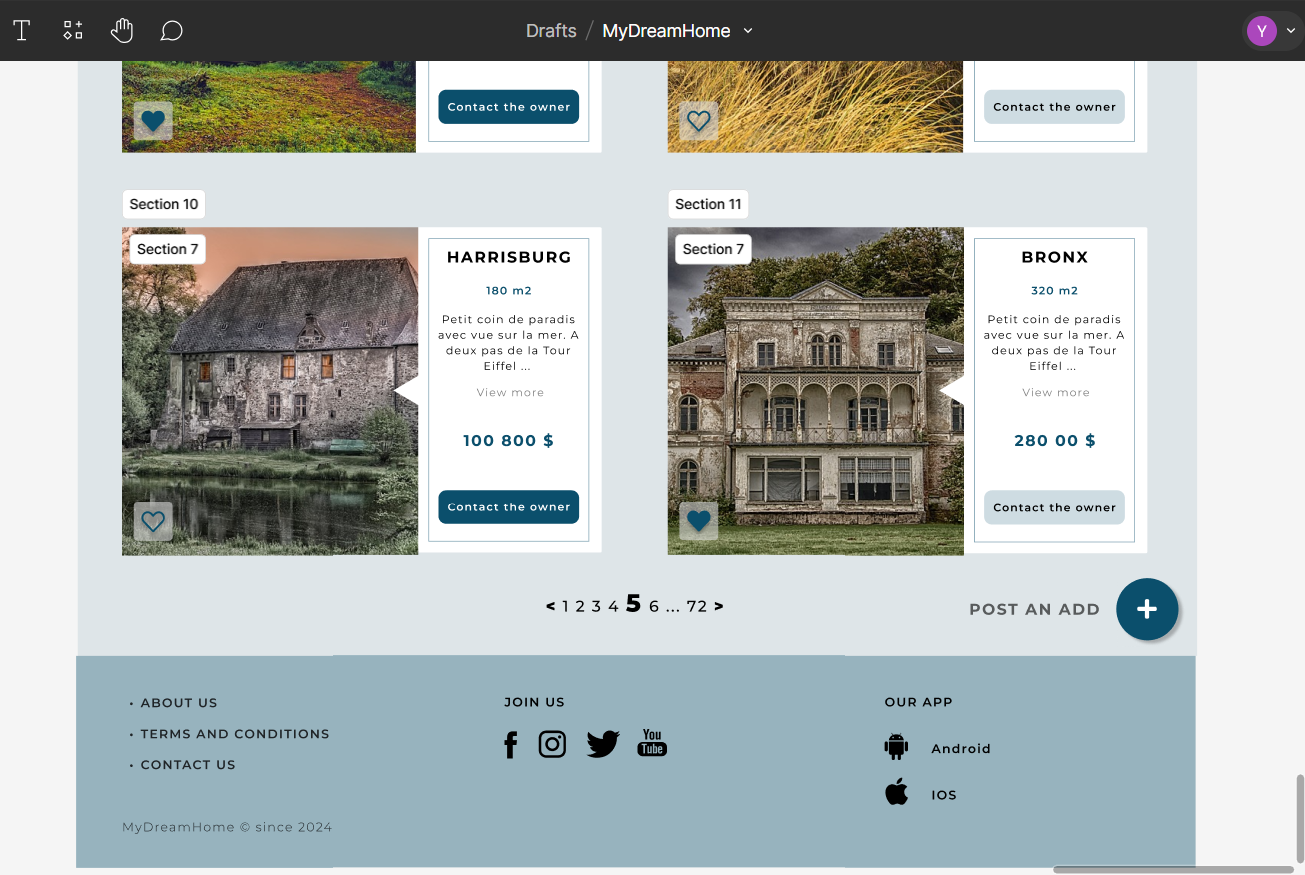 Drafts / MyDreamHome
Y
Contact the owner
Contact the owner
Section 10
Section 7
HARRISBURG
180 m2
Petit coin de paradis
avec vue sur la mer. A
deux pas de la Tour
Eiffel ...
View more
100 800 $
Contact the owner
Section 11
Section 7
BRONX
320 m2
Petit coin de paradis
avec vue sur la mer. A
deux pas de la Tour
Eiffel ...
View more
280 00 $
Contact the owner
< 1 2 3 4 5 6 ... 72 >
POST AN ADD
• ABOUT US
• TERMS AND CONDITIONS
• CONTACT US
MyDreamHome © since 2024
JOIN US
You
Tube
OUR APP
Android
IOS